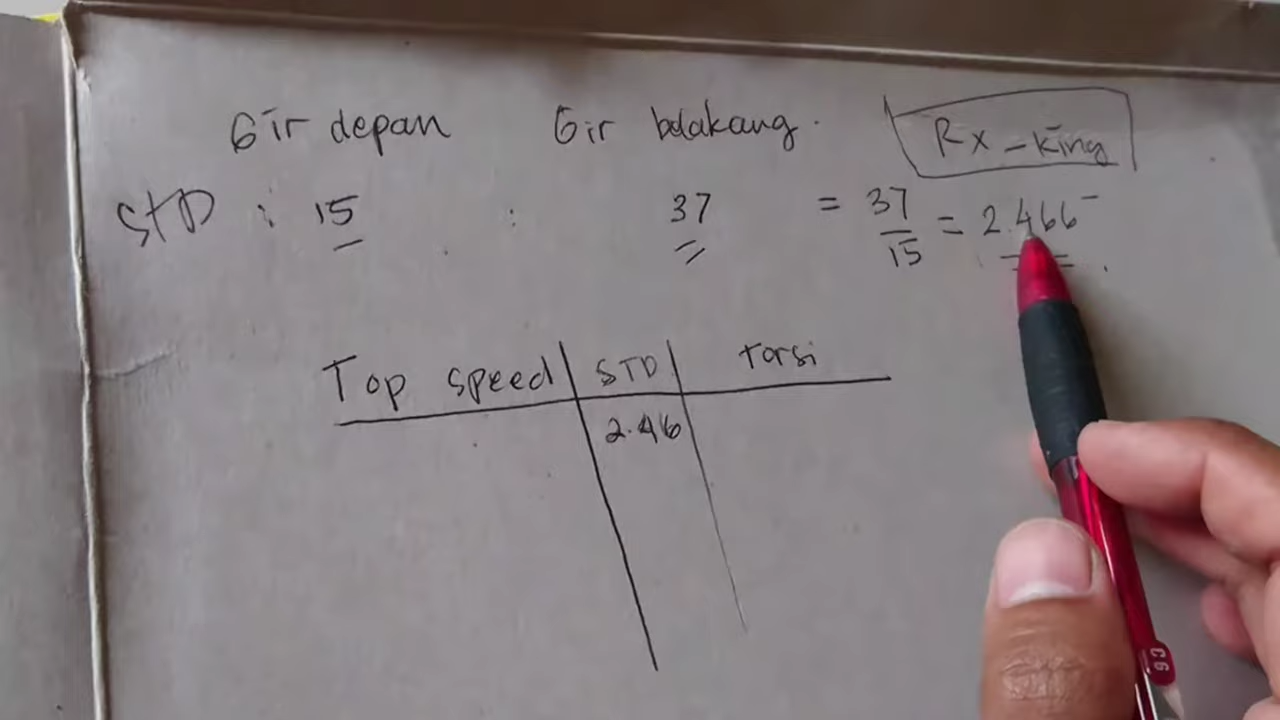 Gir depan Gir belakang. Rx-King
STD : 15 : 37 = 37/15 = 2.466
Top speed STD Torsi
2.46
C6